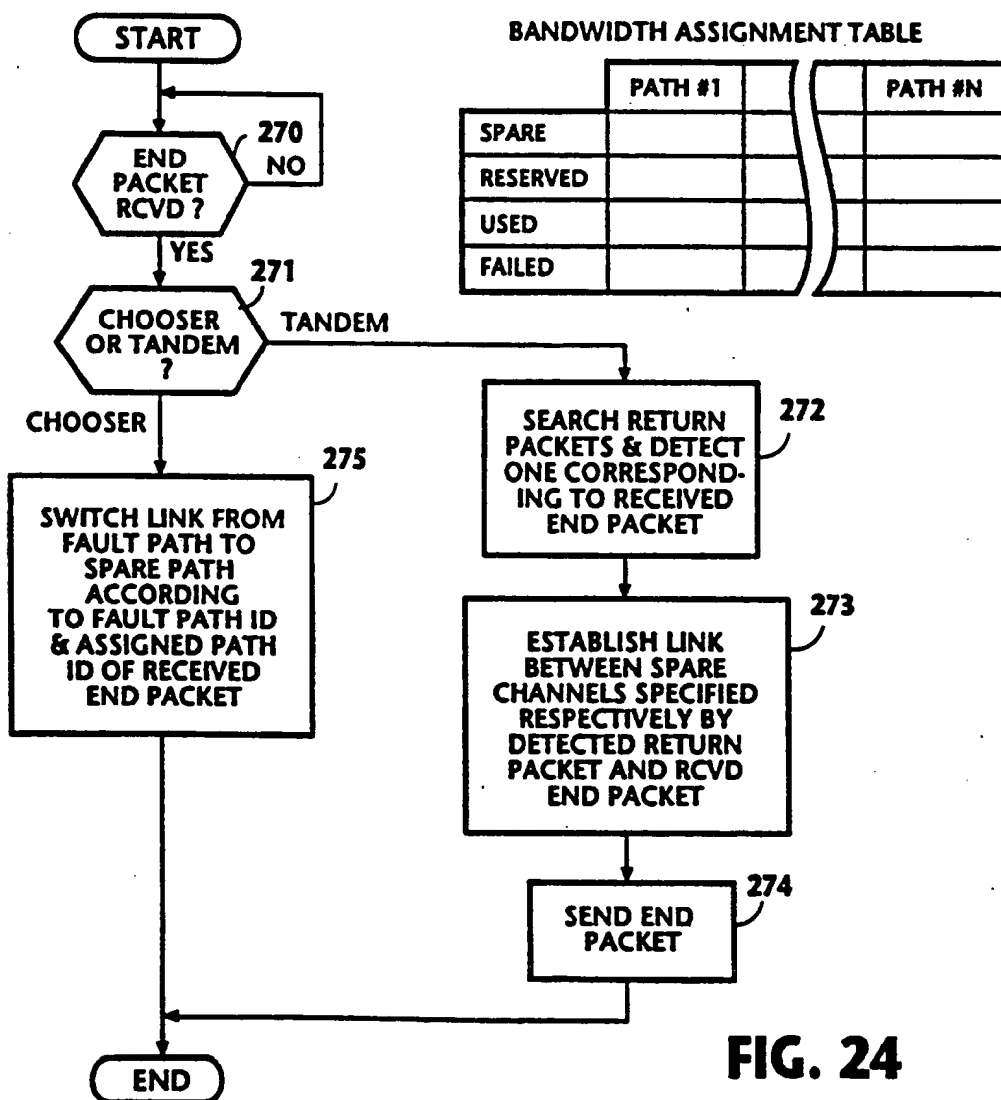 START
270
END
PACKET
RCVD ?
NO
YES
271
CHOOSER
OR TANDEM
?
TANDEM
CHOOSER
275
SWITCH LINK FROM
FAULT PATH TO
SPARE PATH
ACCORDING
TO FAULT PATH ID
& ASSIGNED PATH
ID OF RECEIVED
END PACKET
272
SEARCH RETURN
PACKETS & DETECT
ONE CORRESPOND-
ING TO RECEIVED
END PACKET
273
ESTABLISH LINK
BETWEEN SPARE
CHANNELS SPECIFIED
RESPECTIVELY BY
DETECTED RETURN
PACKET AND RCVD
END PACKET
274
SEND END
PACKET
END
BANDWIDTH ASSIGNMENT TABLE
PATH #1
PATH #N
SPARE
RESERVED
USED
FAILED
FIG. 24